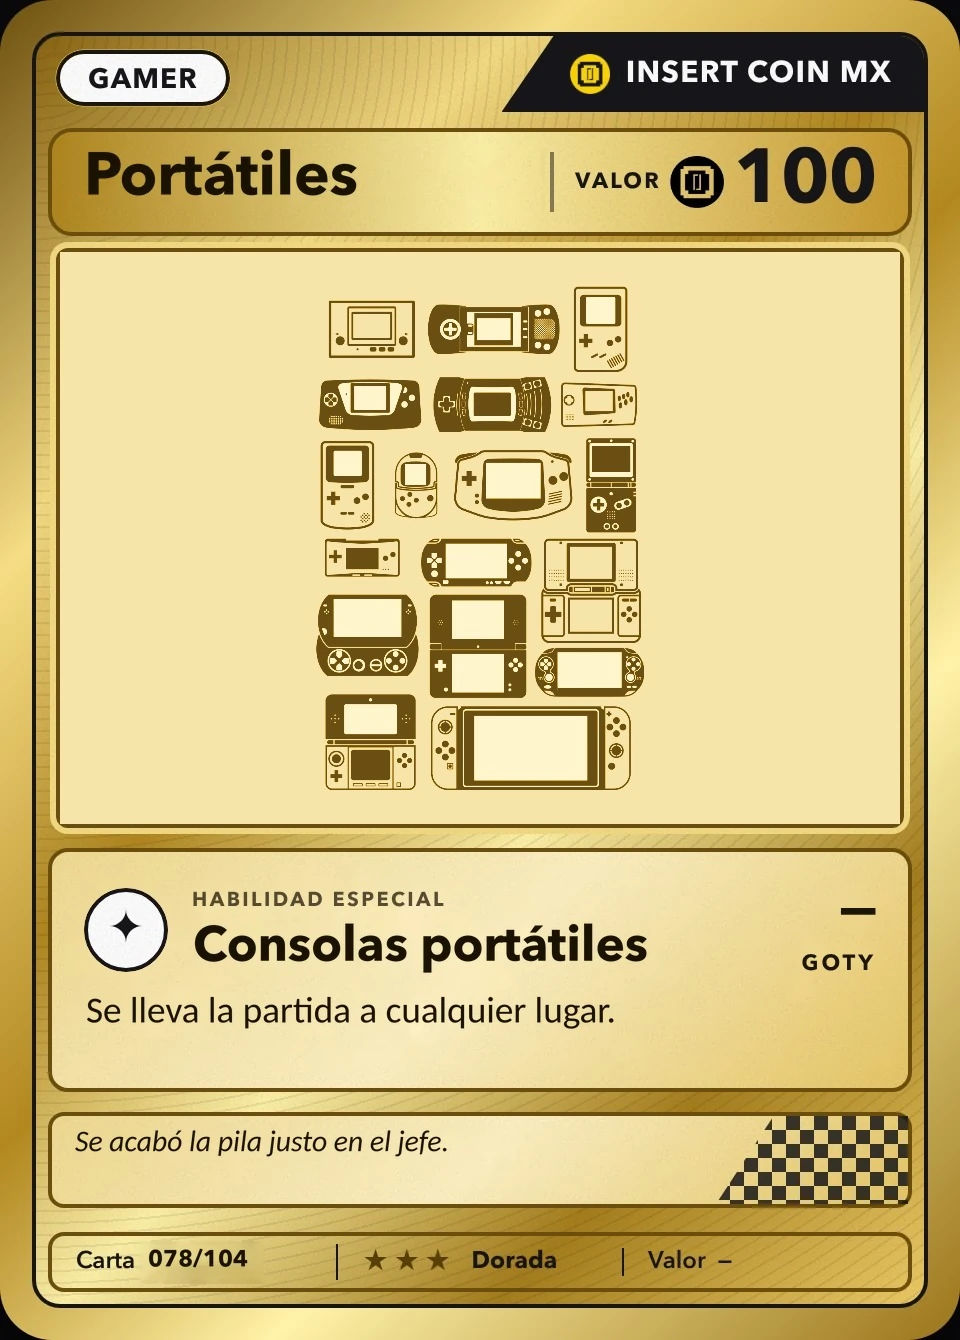 GAMER
INSERT COIN MX
Portátiles
VALOR 100
HABILIDAD ESPECIAL
Consolas portátiles
–
GOTY
Se lleva la partida a cualquier lugar.
Se acabó la pila justo en el jefe.
Carta 078/104 ★★★ Dorada Valor –